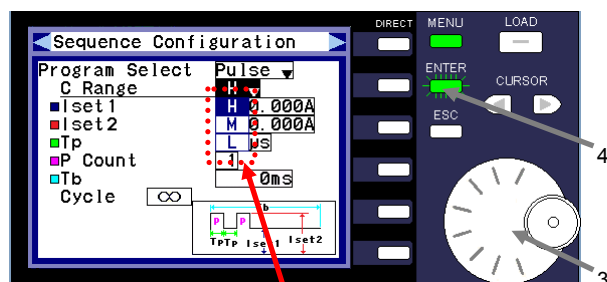 DIRECT MENU LOAD
Sequence Configuration
ENTER
CURSOR
ESC
Program Select Pulse
C Range H
Iset1 H 0.000A
Iset2 M 0.000A
Tp L µs
P Count 1
Tb 0ms
Cycle ∞
b
P P
Tp Tp Iset1 Iset2
4
3